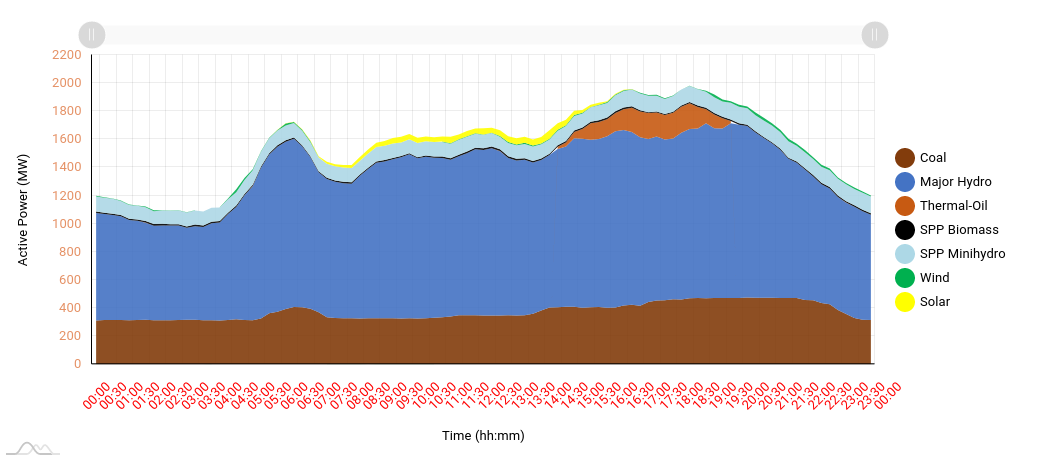 2200
2000
1800
1600
1400
1200
1000
800
600
400
200
0
Active Power (MW)
00:00 00:30 01:00 01:30 02:00 02:30 03:00 03:30 04:00 04:30 05:00 05:30 06:00 06:30 07:00 07:30 08:00 08:30 09:00 09:30 10:00 10:30 11:00 11:30 12:00 12:30 13:00 13:30 14:00 14:30 15:00 15:30 16:00 16:30 17:00 17:30 18:00 18:30 19:00 19:30 20:00 20:30 21:00 21:30 22:00 22:30 23:00 23:30 00:00
Time (hh:mm)
Coal
Major Hydro
Thermal-Oil
SPP Biomass
SPP Minihydro
Wind
Solar